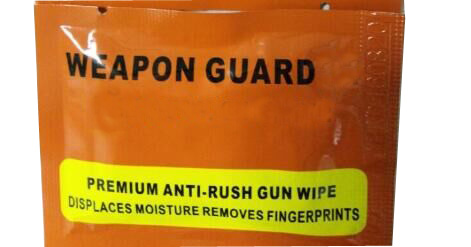 WEAPON GUARD
PREMIUM ANTI-RUSH GUN WIPE
DISPLACES MOISTURE REMOVES FINGERPRINTS